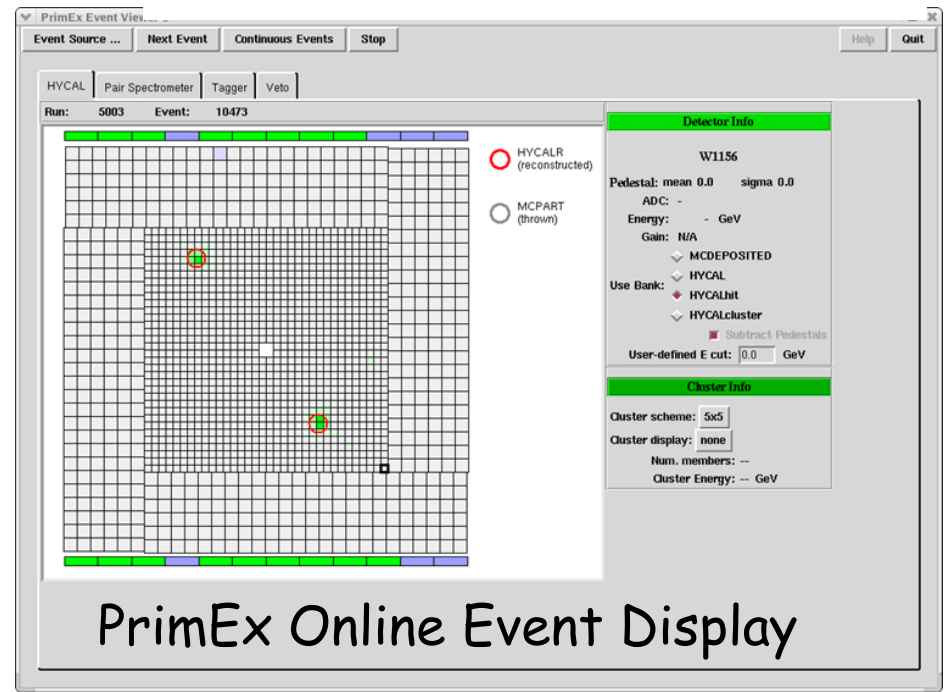 PrimEx Event View
Event Source ... Next Event Continuous Events Stop Help Quit
HYCAL Pair Spectrometer Tagger Veto
Run: 5003 Event: 10473
HYCALR
(reconstructed)
MCPART
(thrown)
Detector Info
W1156
Pedestal: mean 0.0 sigma 0.0
ADC: -
Energy: - GeV
Gain: N/A
Use Bank:
MCDEPOSITED
HYCAL
HYCALhit
HYCALcluster
Subtract Pedestals
User-defined E cut: 0.0 GeV
Cluster Info
Cluster scheme: 5x5
Cluster display: none
Num. members: --
Cluster Energy: -- GeV
PrimEx Online Event Display